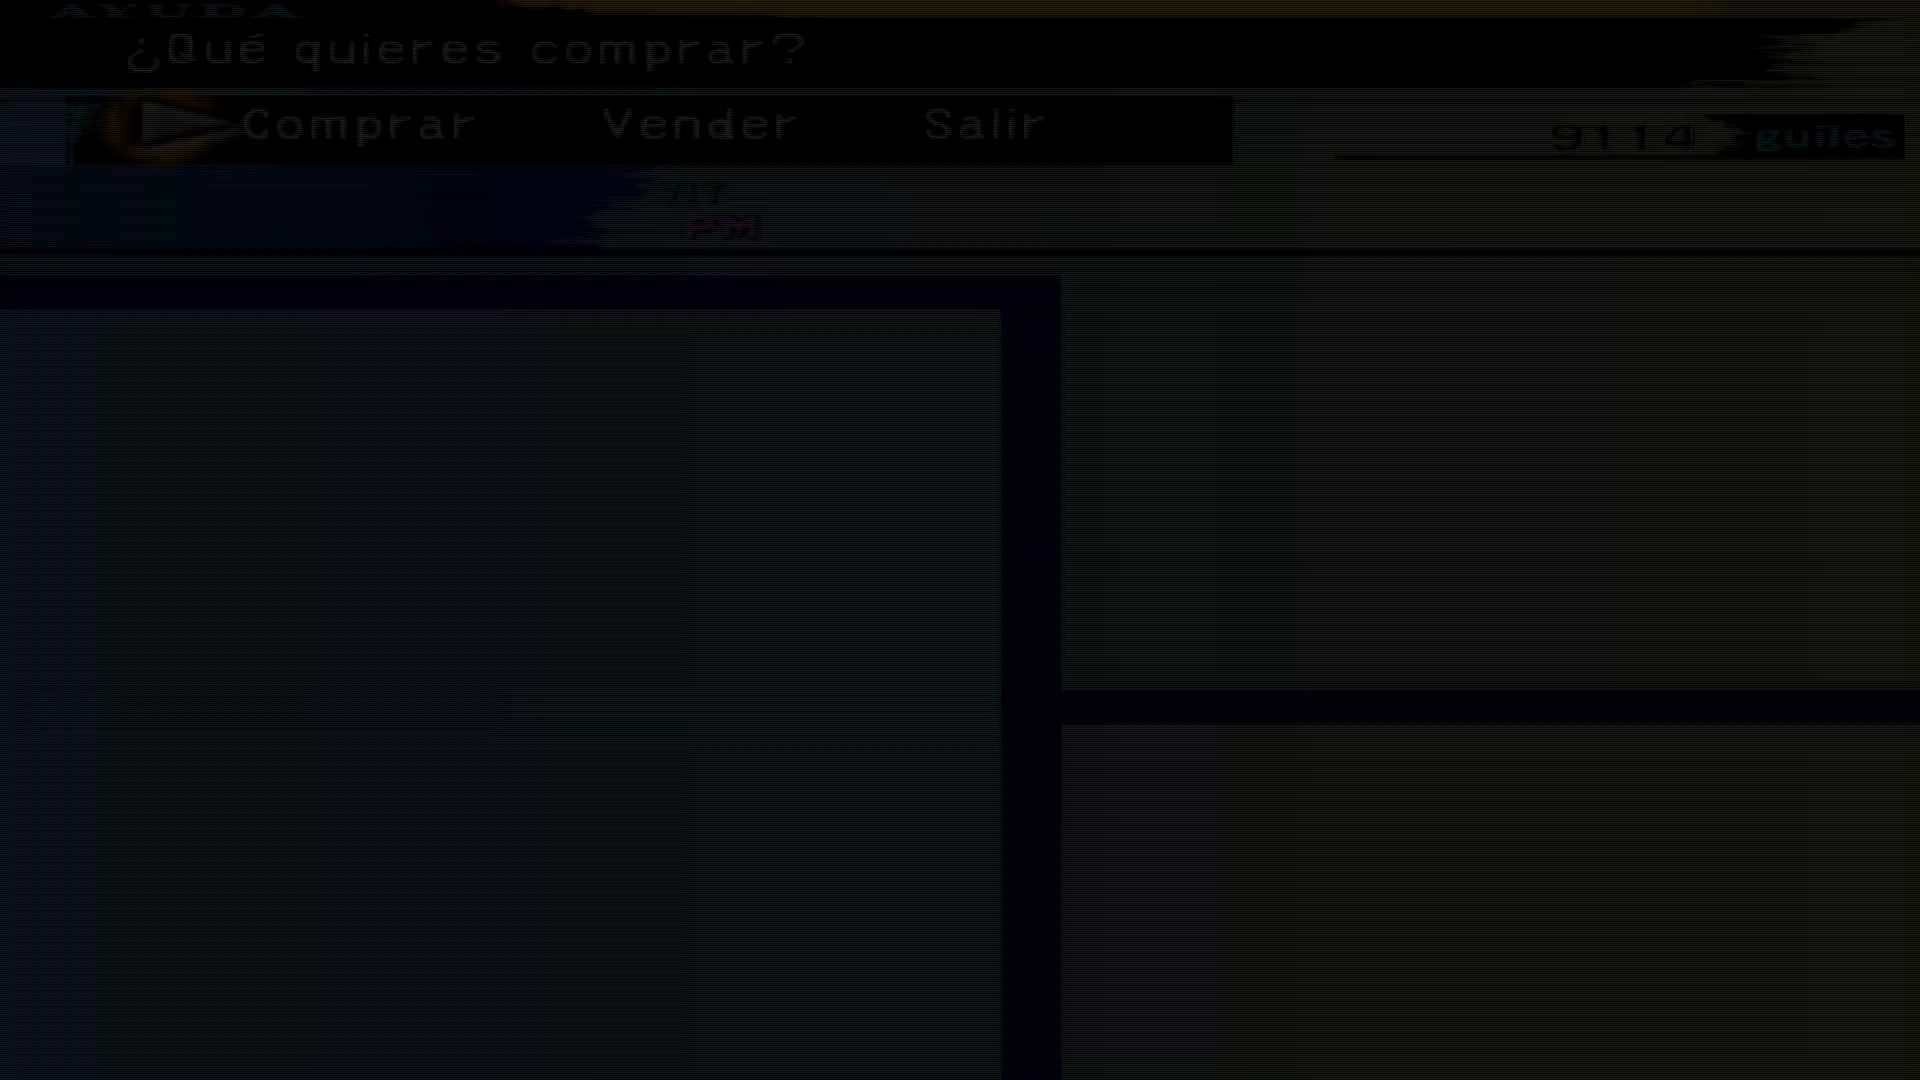 AYUDA
¿Qué quieres comprar?
Comprar Vender Salir
9114 guiles
VIT
PM